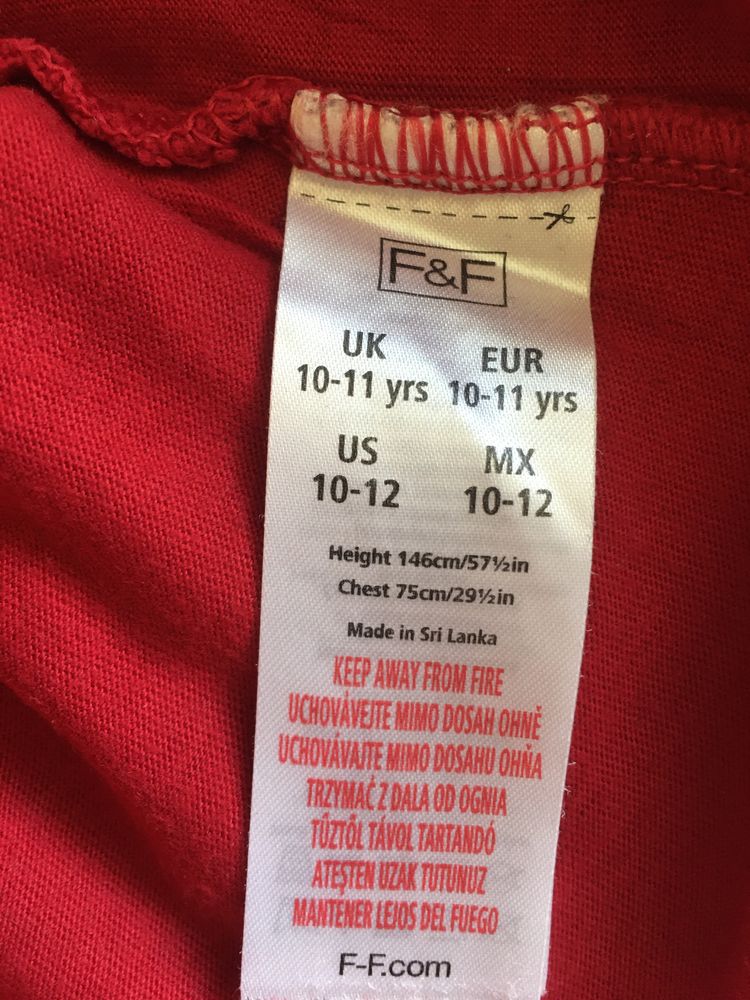 F&F
UK EUR
10-11 yrs 10-11 yrs
US MX
10-12 10-12
Height 146cm/57½in
Chest 75cm/29½in
Made in Sri Lanka
KEEP AWAY FROM FIRE
UCHOVÁVEJTE MIMO DOSAH OHNĚ
UCHOVÁVAJTE MIMO DOSAHU OHŇA
TRZYMAĆ Z DALA OD OGNIA
TŰZTŐL TÁVOL TARTANDÓ
ATEŞTEN UZAK TUTUNUZ
MANTENER LEJOS DEL FUEGO
F-F.com